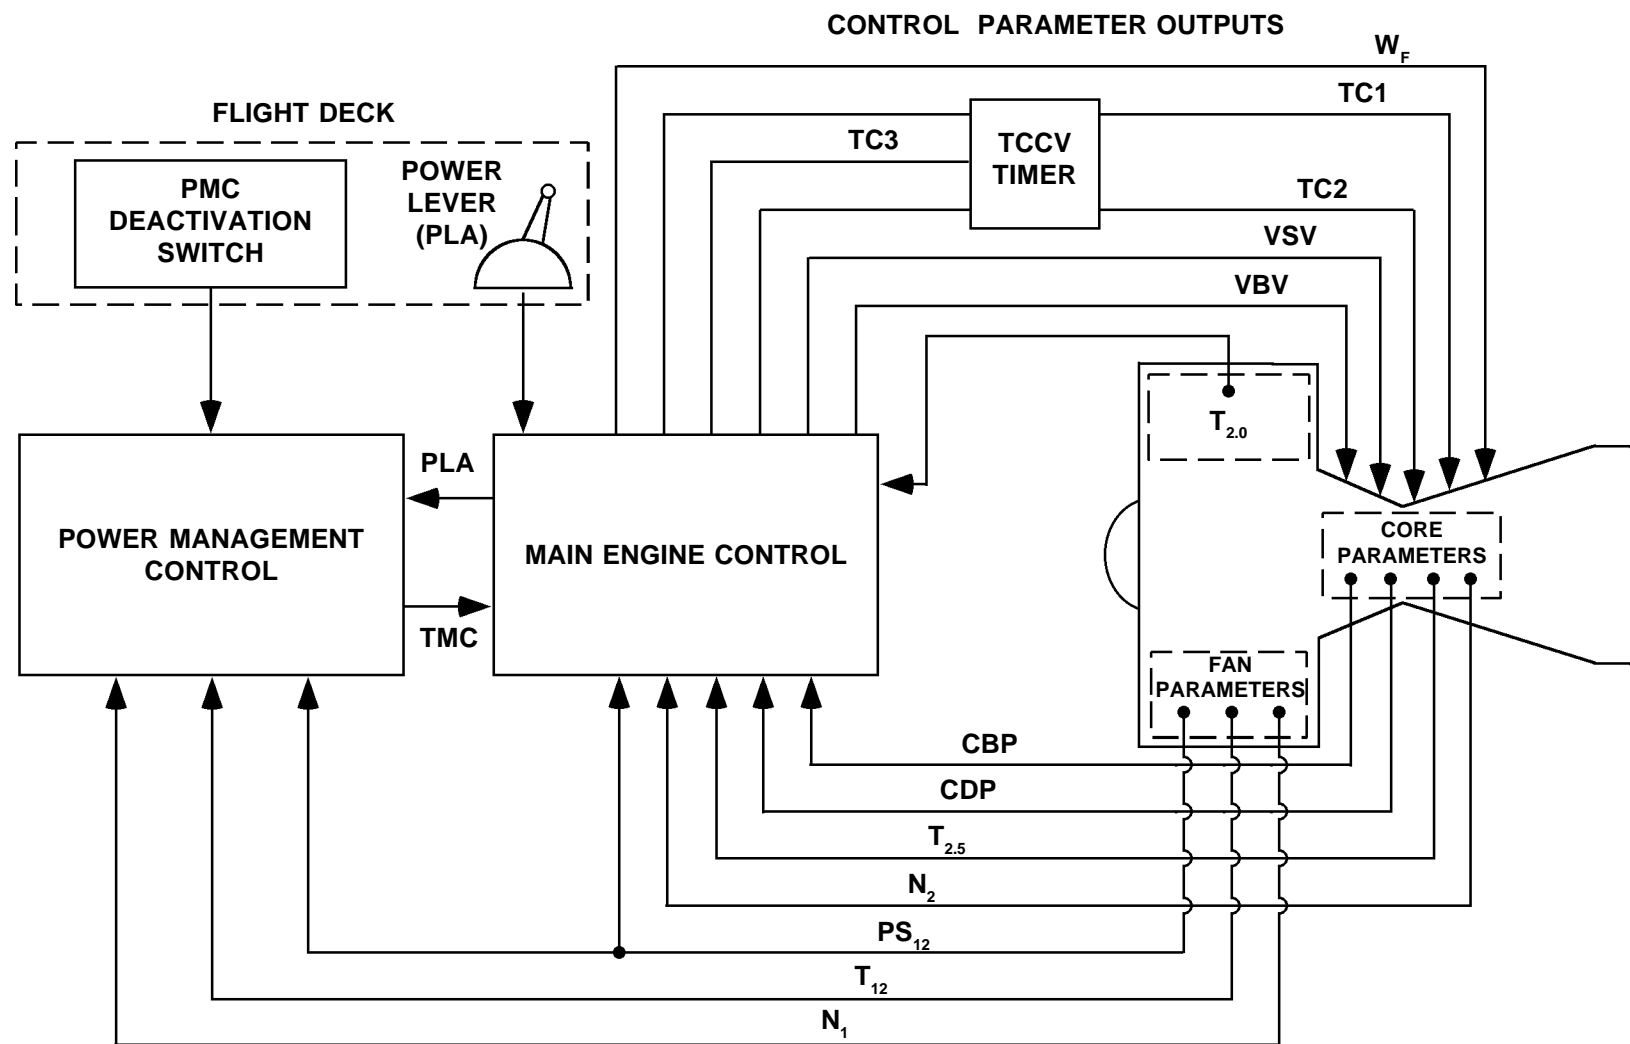 CONTROL PARAMETER OUTPUTS
W_F
TC1
FLIGHT DECK
TC3
TCCV
TIMER
PMC
DEACTIVATION
SWITCH
POWER
LEVER
(PLA)
TC2
VSV
VBV
T_2.0
PLA
POWER MANAGEMENT
CONTROL
MAIN ENGINE CONTROL
CORE
PARAMETERS
TMC
FAN
PARAMETERS
CBP
CDP
T_2.5
N_2
PS_12
T_12
N_1